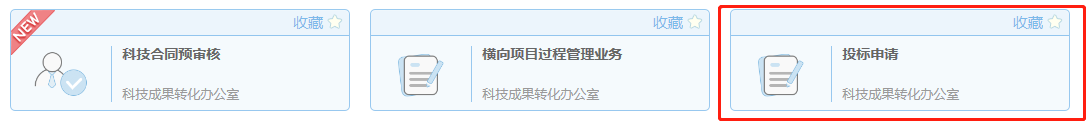 NEW
收藏
科技合同预审核
科技成果转化办公室
收藏
横向项目过程管理业务
科技成果转化办公室
收藏
投标申请
科技成果转化办公室